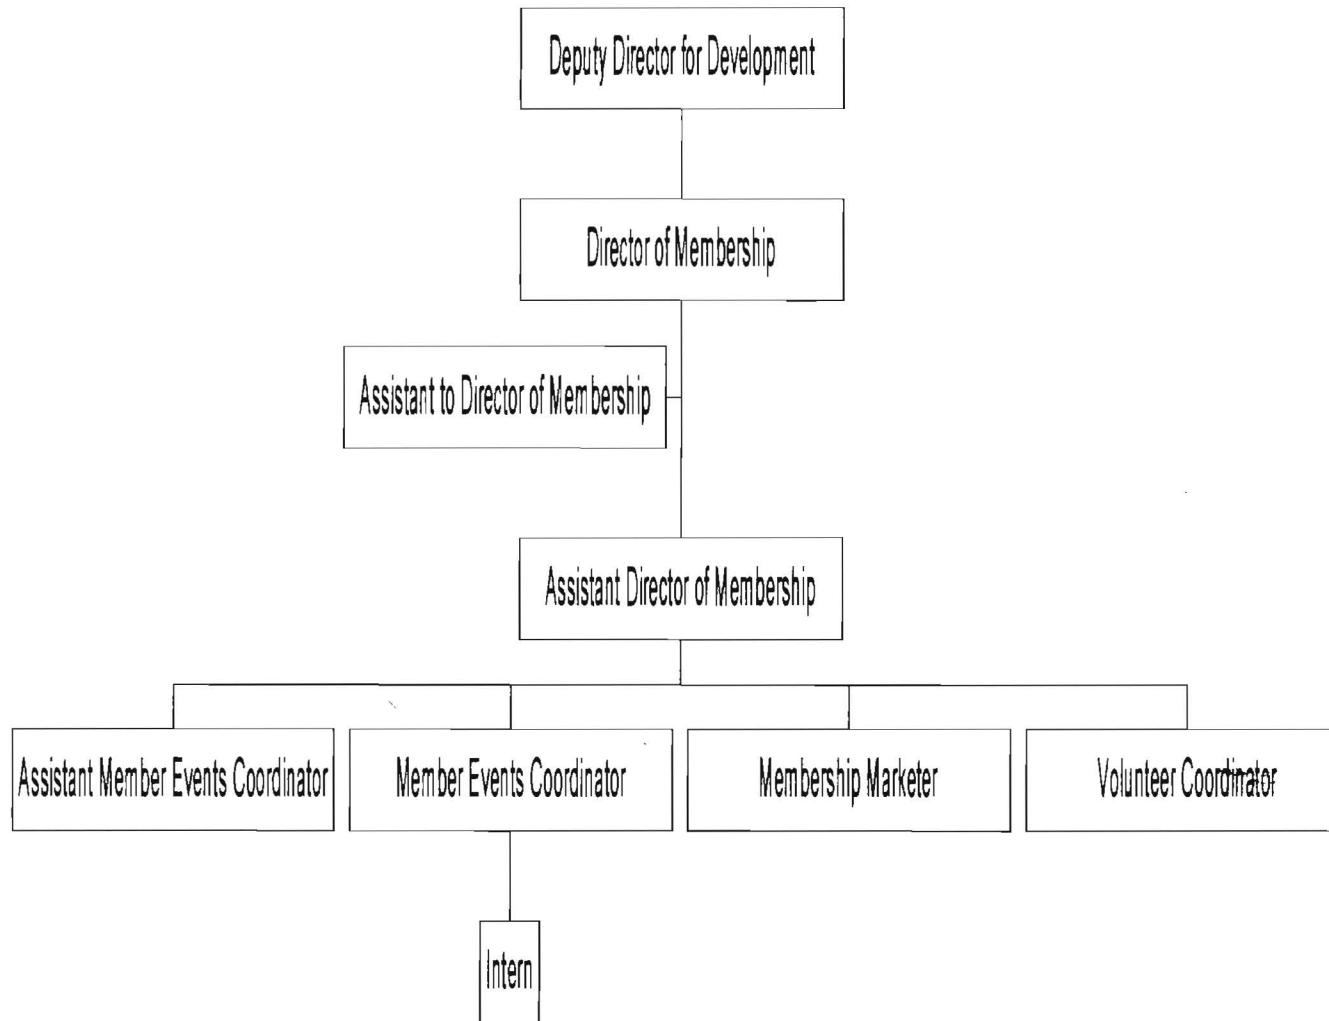 Deputy Director for Development
Director of Membership
Assistant to Director of Membership
Assistant Director of Membership
Assistant Member Events Coordinator
Member Events Coordinator
Membership Marketer
Volunteer Coordinator
Intern